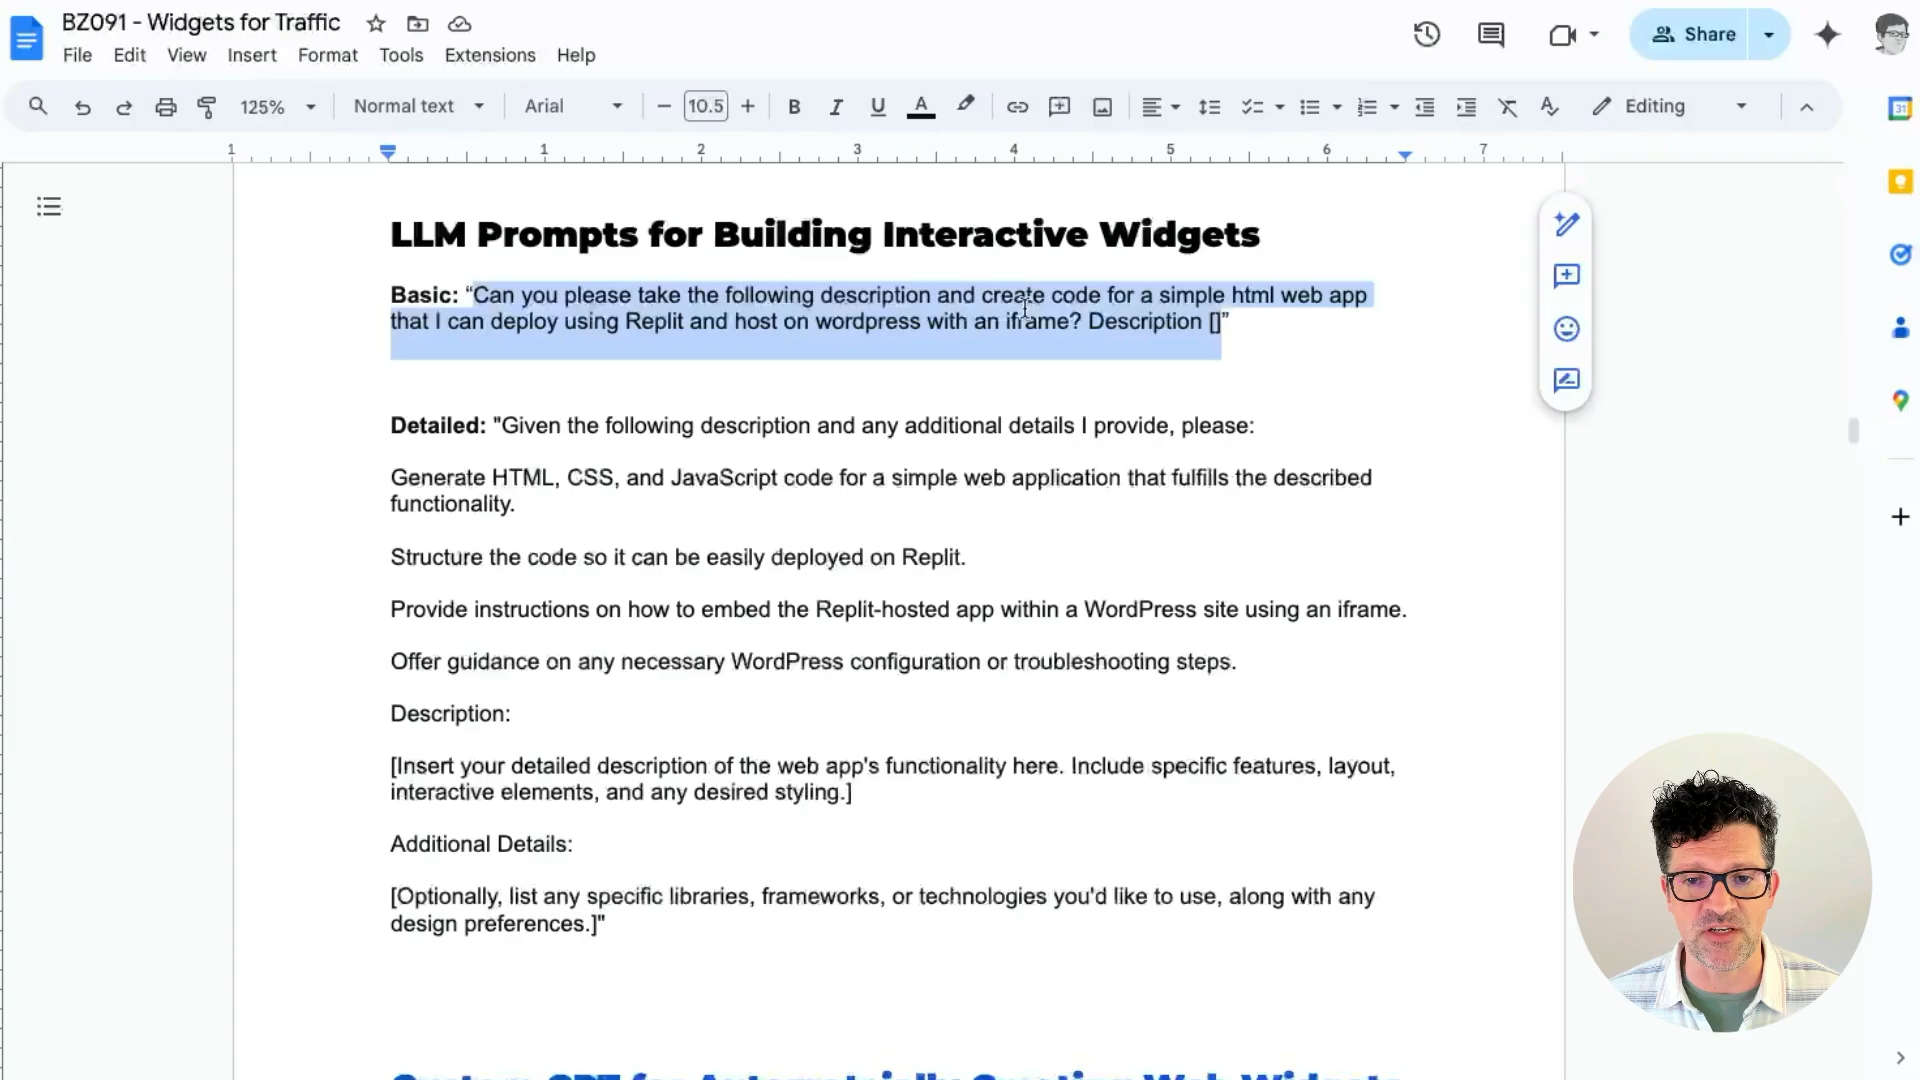 BZ091 - Widgets for Traffic
File Edit View Insert Format Tools Extensions Help
Share
125% Normal text Arial 10.5 Editing
1 1 2 3 4 5 6 7
31
LLM Prompts for Building Interactive Widgets
Basic: “Can you please take the following description and create code for a simple html web app
that I can deploy using Replit and host on wordpress with an iframe? Description []”
Detailed: "Given the following description and any additional details I provide, please:
Generate HTML, CSS, and JavaScript code for a simple web application that fulfills the described
functionality.
Structure the code so it can be easily deployed on Replit.
Provide instructions on how to embed the Replit-hosted app within a WordPress site using an iframe.
Offer guidance on any necessary WordPress configuration or troubleshooting steps.
Description:
[Insert your detailed description of the web app's functionality here. Include specific features, layout,
interactive elements, and any desired styling.]
Additional Details:
[Optionally, list any specific libraries, frameworks, or technologies you'd like to use, along with any
design preferences.]"